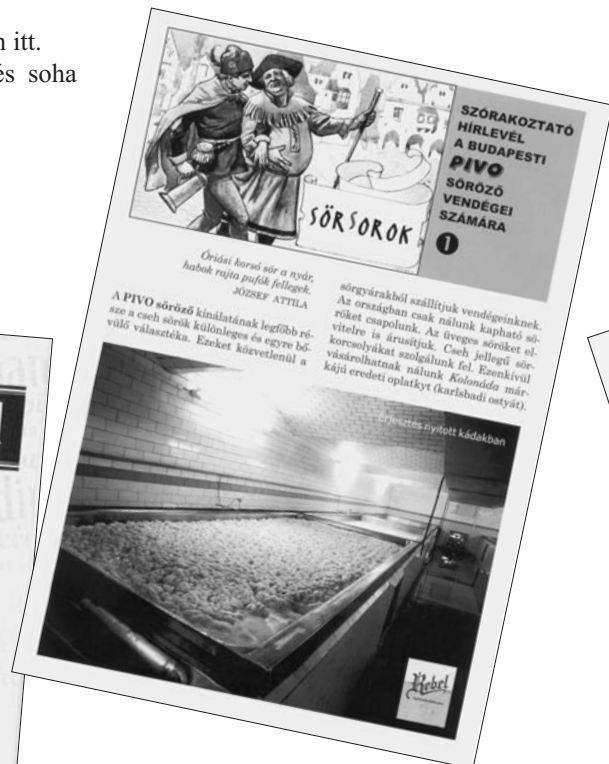 itt.
és soha
SÖRSOROK
SZÓRAKOZTATÓ
HÍRLEVÉL
A BUDAPESTI
PIVO
SÖRÖZŐ
VENDÉGEI
SZÁMÁRA
1
Óriási korsó sör a nyár,
habok rajta pufók fellegek.
JÓZSEF ATTILA
A PIVO söröző kínálatának legfőbb ré-
sze a cseh sörök különleges és egyre bő-
vülő választéka. Ezeket közvetlenül a
sörgyárakból szállítjuk vendégeinknek.
Az országban csak nálunk kapható sö-
röket csapolunk. Az üveges söröket el-
vitelre is árusítjuk. Cseh jellegű sör-
korcsolyákat szolgálunk fel. Ezenkívül
vásárolhatnak nálunk Kolonáda már-
kájú eredeti oplatkyt (karlsbadi ostyát).
Erjesztés nyitott kádakban
Rebel